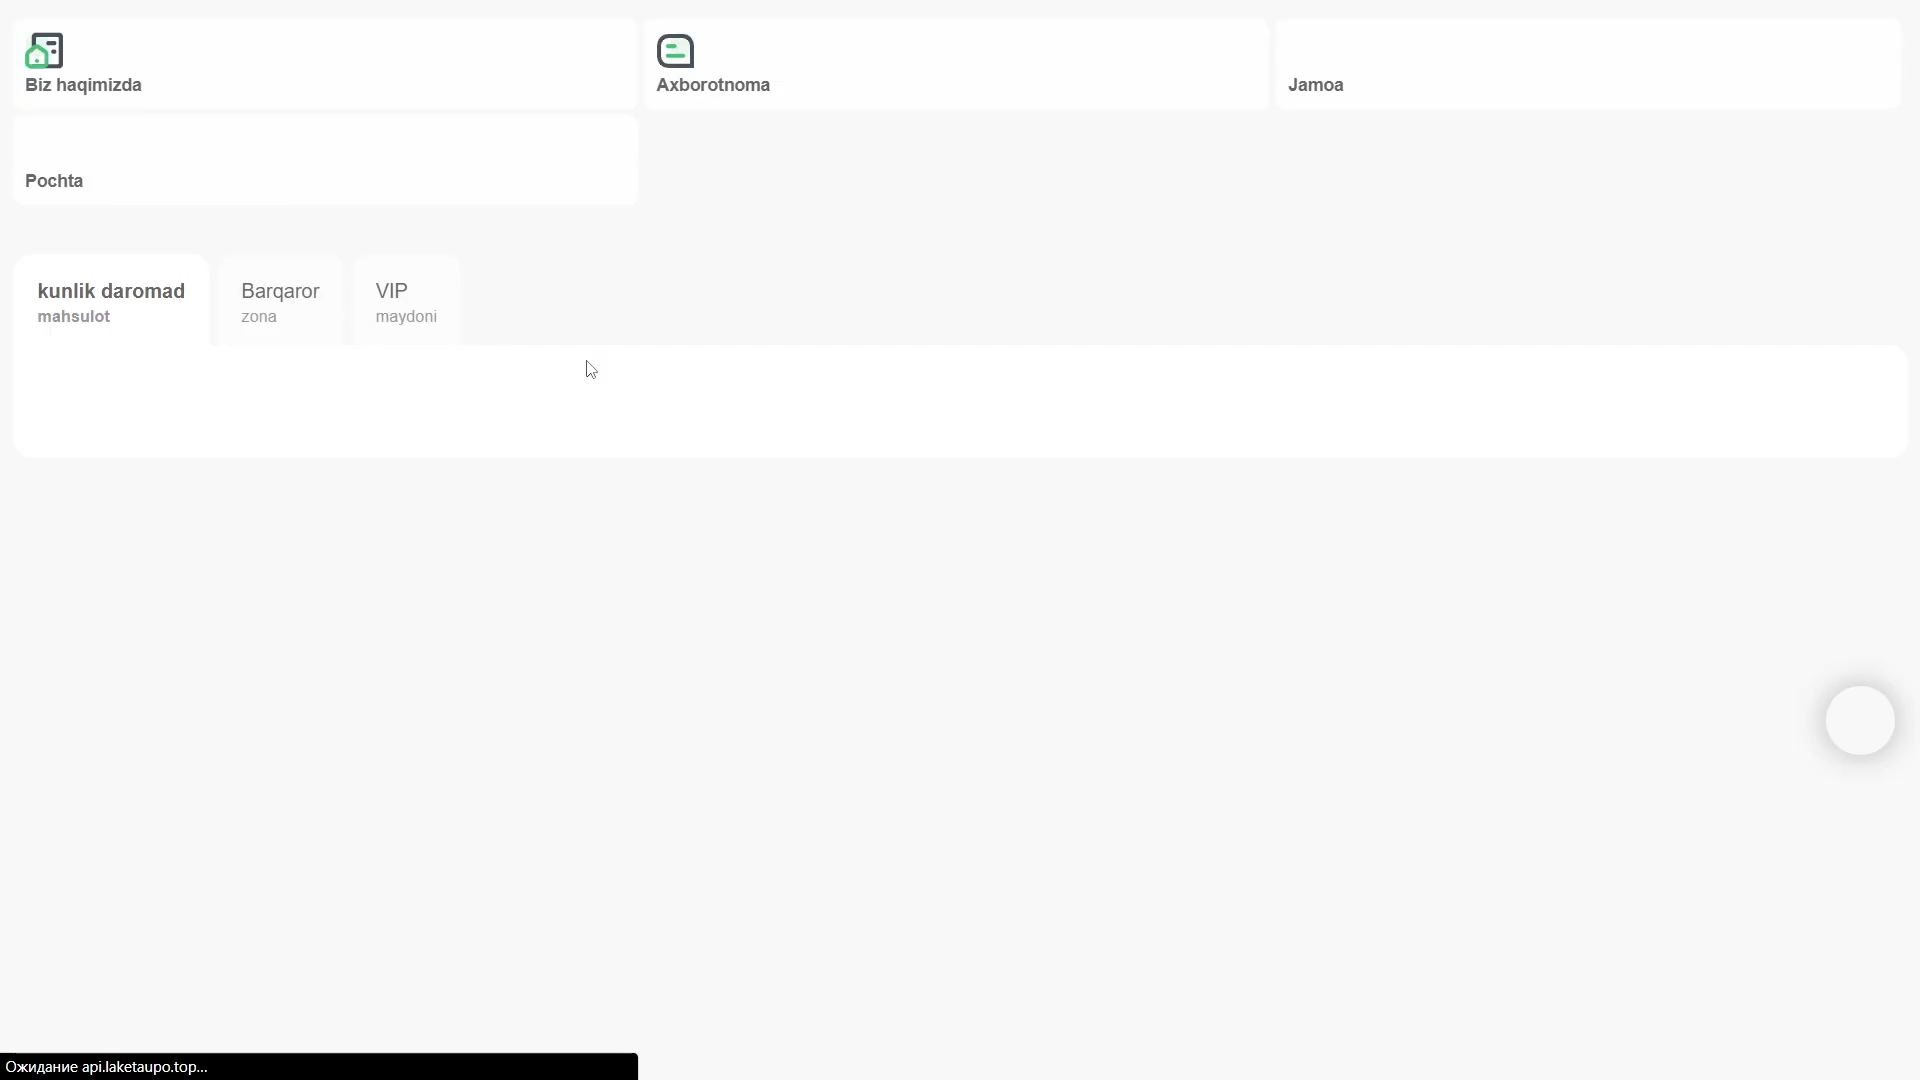 Biz haqimizda
Axborotnoma
Jamoa
Pochta
kunlik daromad
mahsulot
Barqaror
zona
VIP
maydoni
Ожидание api.laketaupo.top...